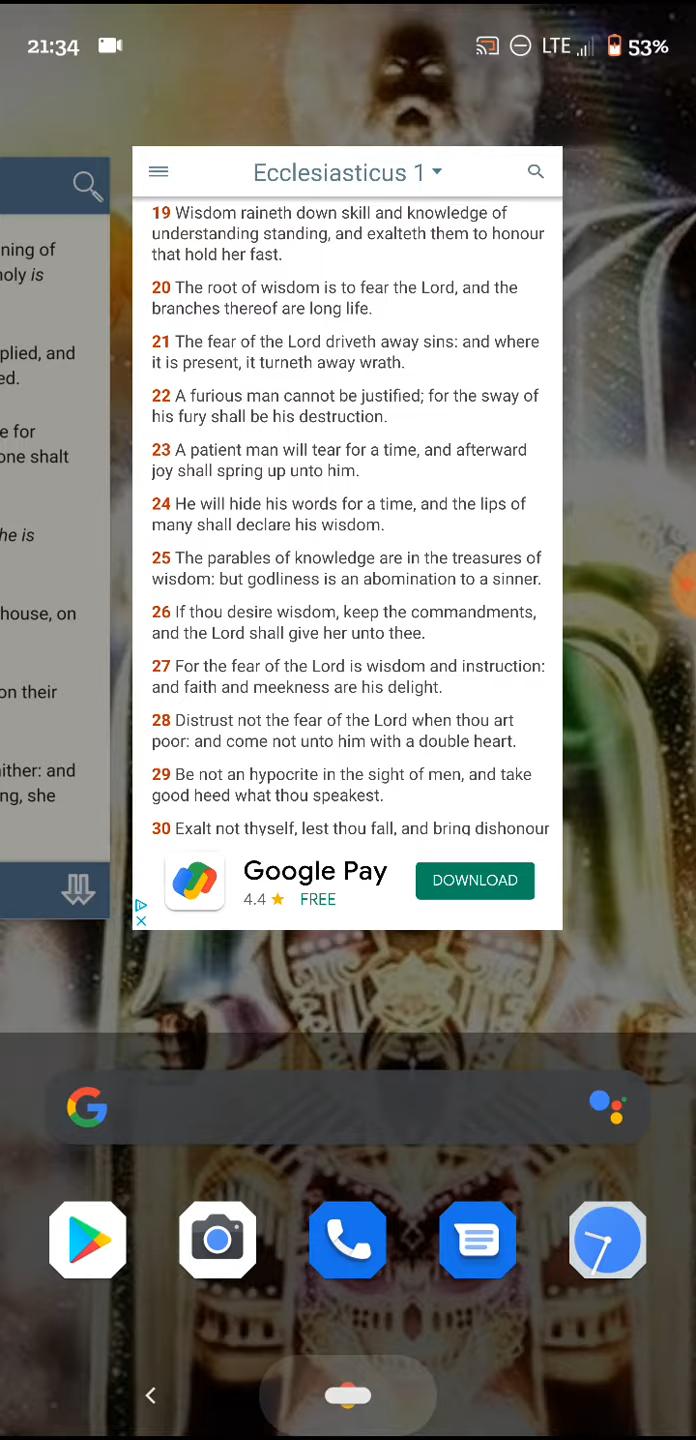 21:34
LTE
53%
ning of
holy is
plied, and
ed.
e for
one shalt
he is
house, on
on their
ither: and
ng, she
Ecclesiasticus 1
19 Wisdom raineth down skill and knowledge of
understanding standing, and exalteth them to honour
that hold her fast.
20 The root of wisdom is to fear the Lord, and the
branches thereof are long life.
21 The fear of the Lord driveth away sins: and where
it is present, it turneth away wrath.
22 A furious man cannot be justified; for the sway of
his fury shall be his destruction.
23 A patient man will tear for a time, and afterward
joy shall spring up unto him.
24 He will hide his words for a time, and the lips of
many shall declare his wisdom.
25 The parables of knowledge are in the treasures of
wisdom: but godliness is an abomination to a sinner.
26 If thou desire wisdom, keep the commandments,
and the Lord shall give her unto thee.
27 For the fear of the Lord is wisdom and instruction:
and faith and meekness are his delight.
28 Distrust not the fear of the Lord when thou art
poor: and come not unto him with a double heart.
29 Be not an hypocrite in the sight of men, and take
good heed what thou speakest.
30 Exalt not thyself, lest thou fall, and bring dishonour
Google Pay
4.4 ★ FREE
DOWNLOAD